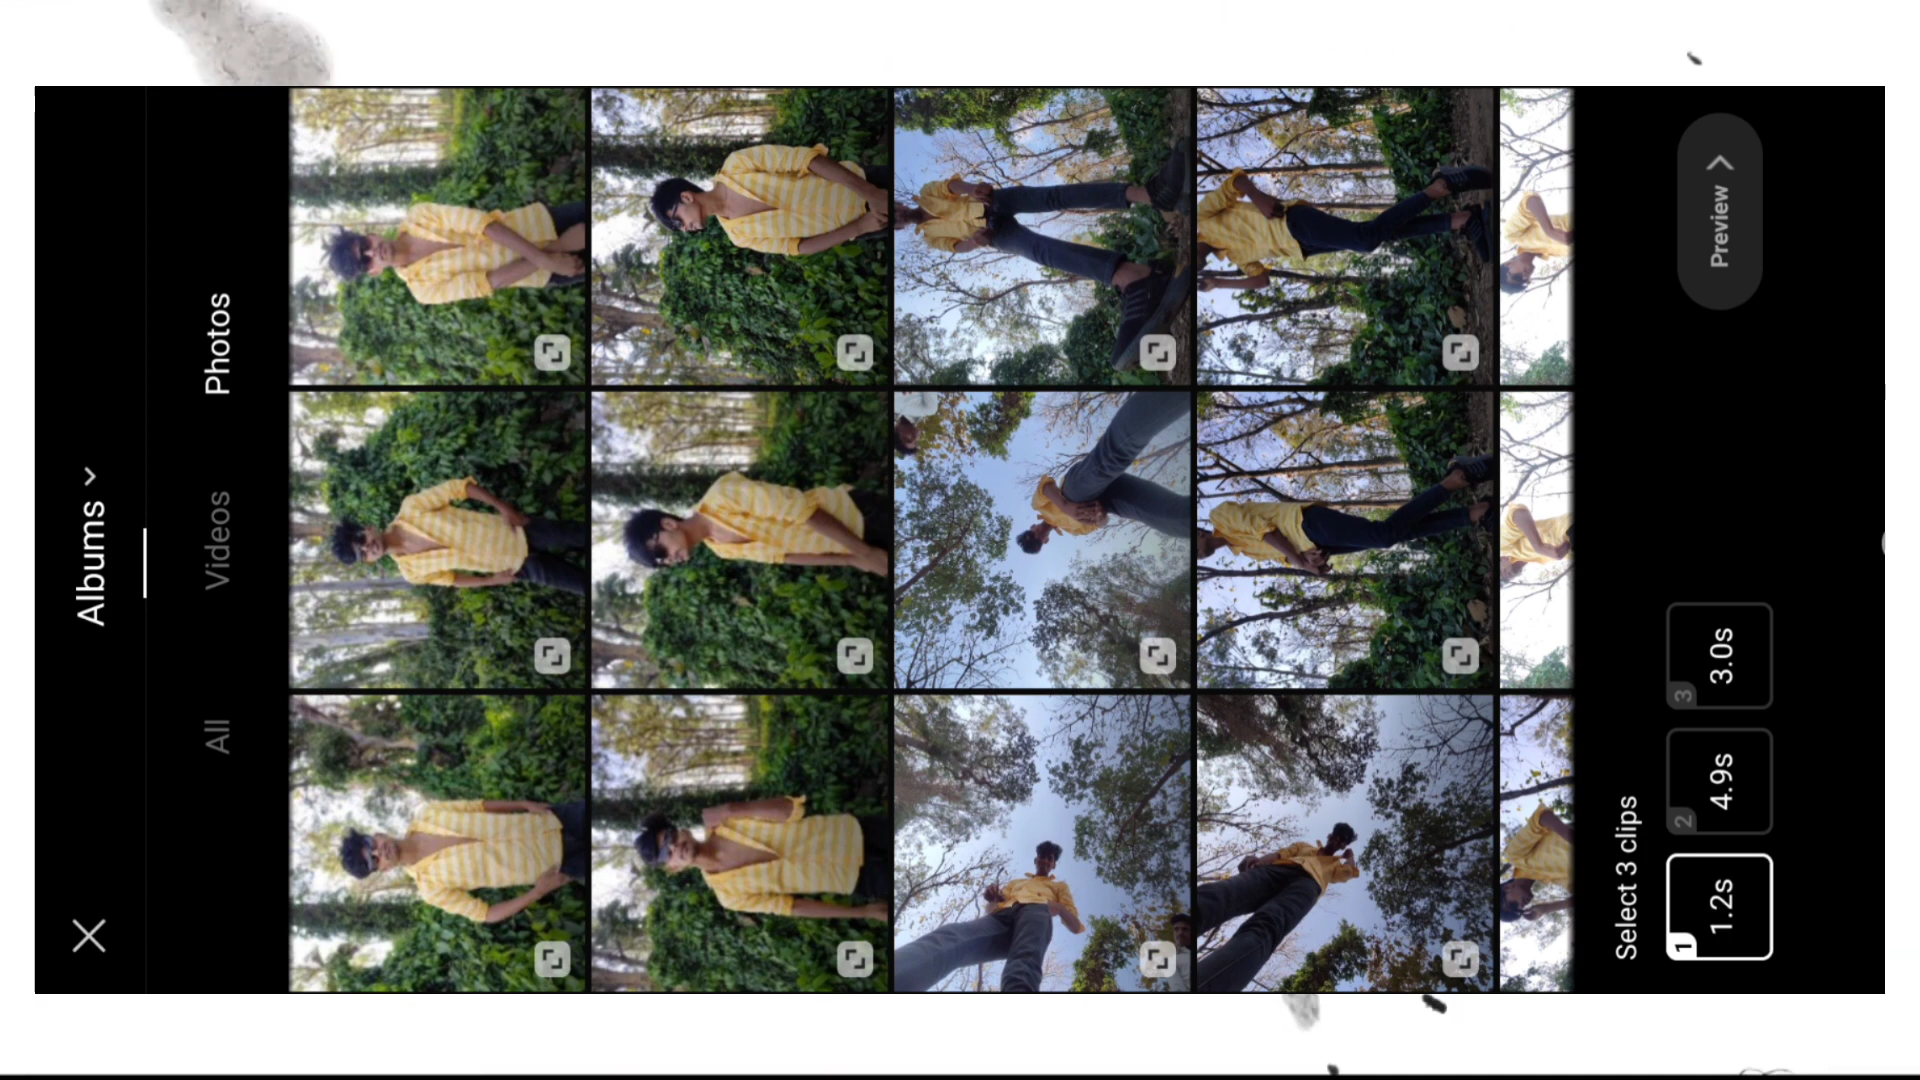 Albums
All Videos Photos
Select 3 clips
1 2 3
1.2s 4.9s 3.0s
Preview